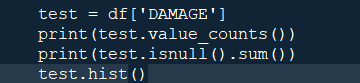 test = df['DAMAGE']
print(test.value_counts())
print(test.isnull().sum())
test.hist()